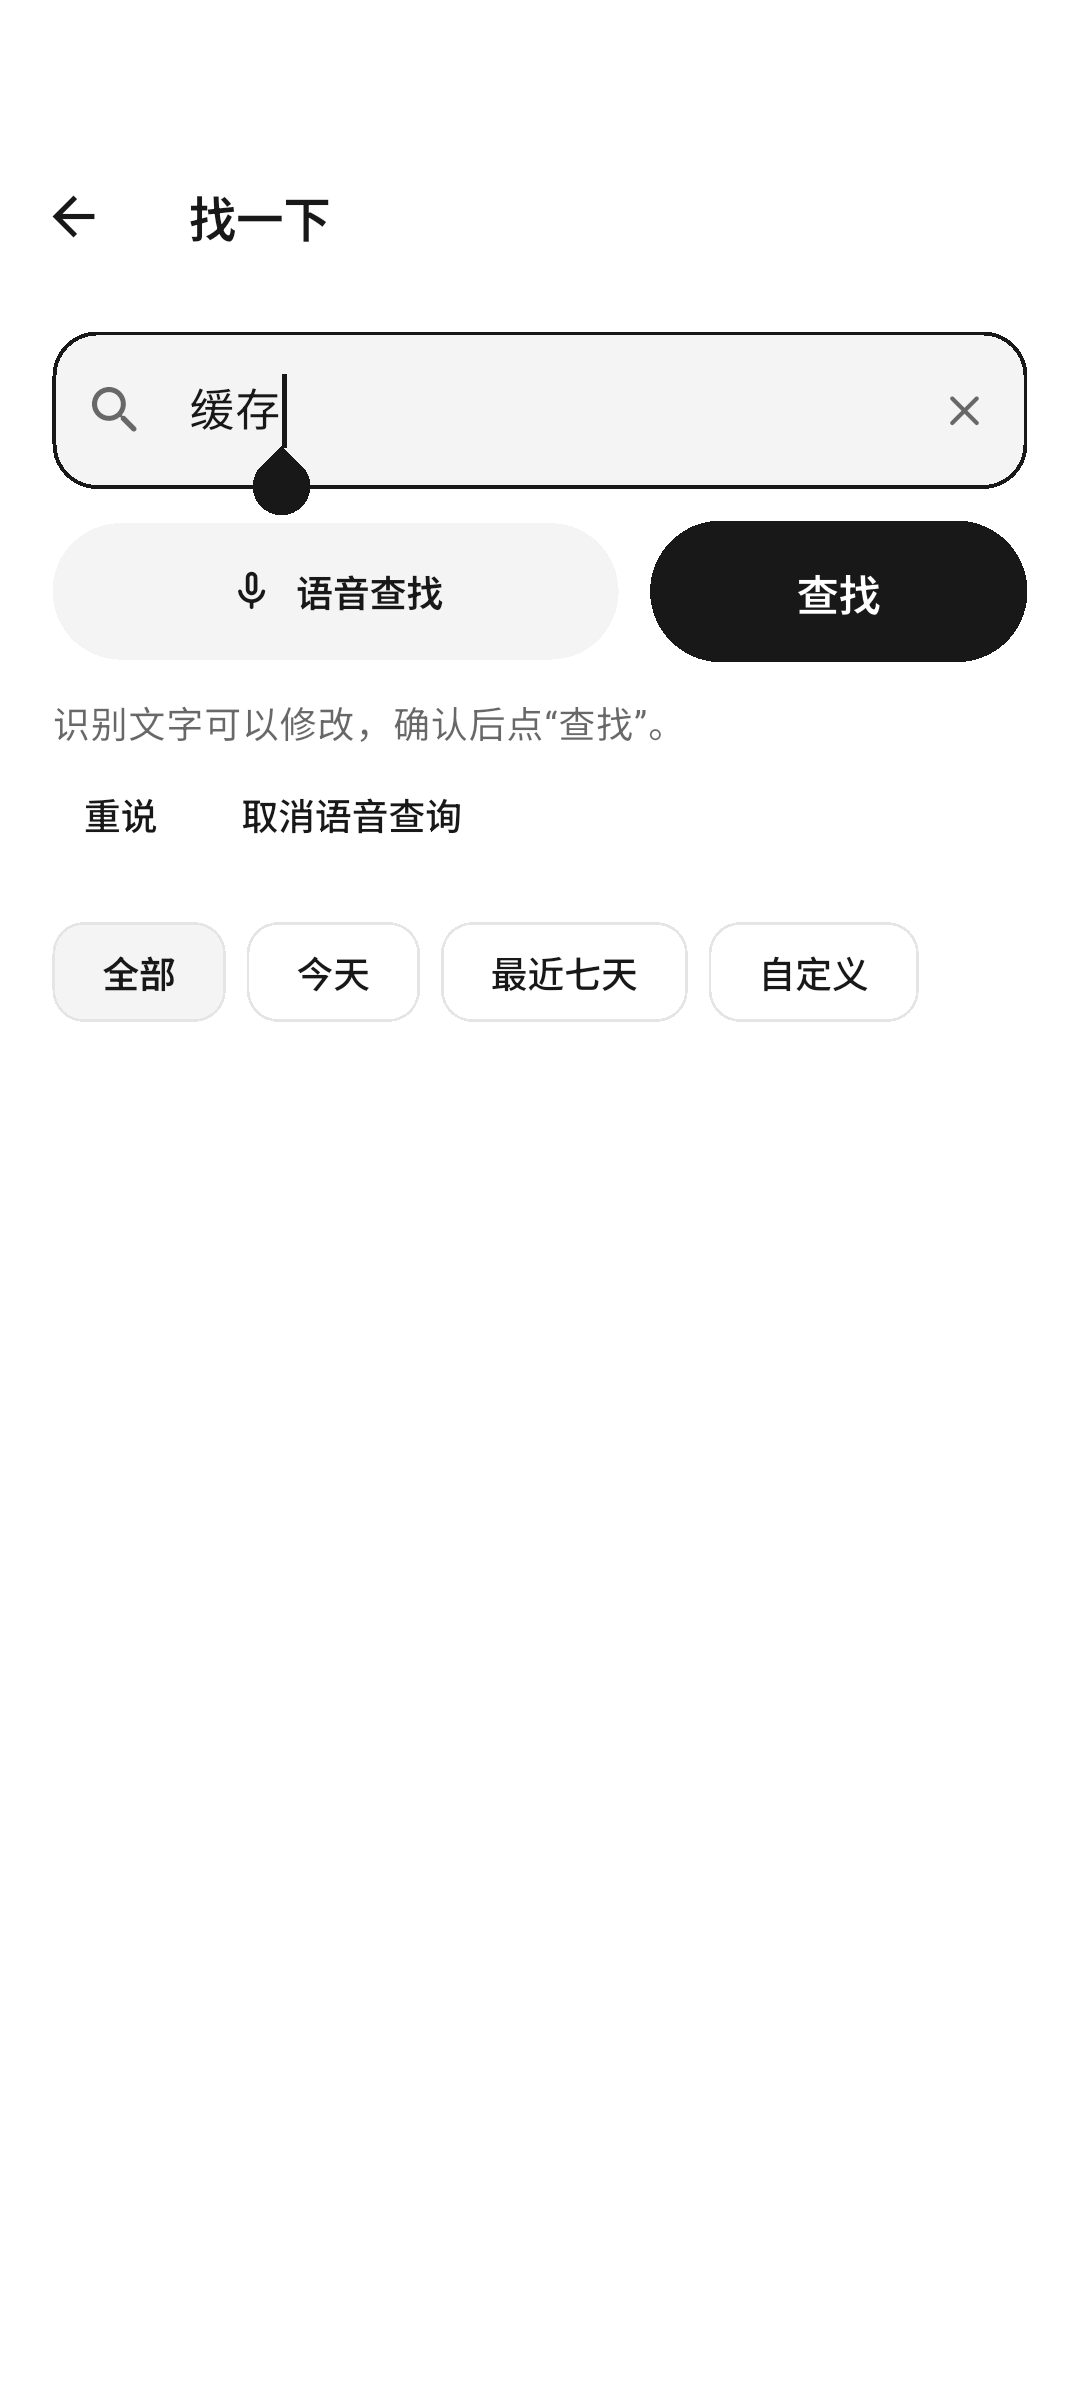 找一下
缓存
语音查找 查找
识别文字可以修改，确认后点“查找”。
重说 取消语音查询
全部 今天 最近七天 自定义